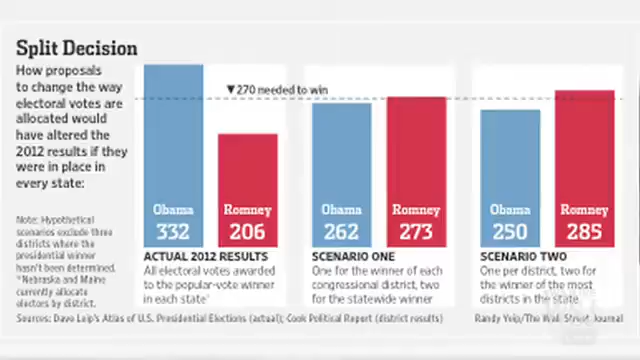 Split Decision
How proposals
to change the way
electoral votes are
allocated would
have altered the
2012 results if they
were in place in
every state:
Note: Hypothetical
scenarios exclude three
districts where the
presidential winner
hasn't been determined.
*Nebraska and Maine
currently allocate
electors by district.
▼270 needed to win
Obama
332
Romney
206
ACTUAL 2012 RESULTS
All electoral votes awarded
to the popular-vote winner
in each state*
Obama
262
Romney
273
SCENARIO ONE
One for the winner of each
congressional district, two
for the statewide winner
Obama
250
Romney
285
SCENARIO TWO
One per district, two for
the winner of the most
districts in the state
Sources: Dave Leip's Atlas of U.S. Presidential Elections (actual); Cook Political Report (district results)
Randy Yeip/The Wall Street Journal